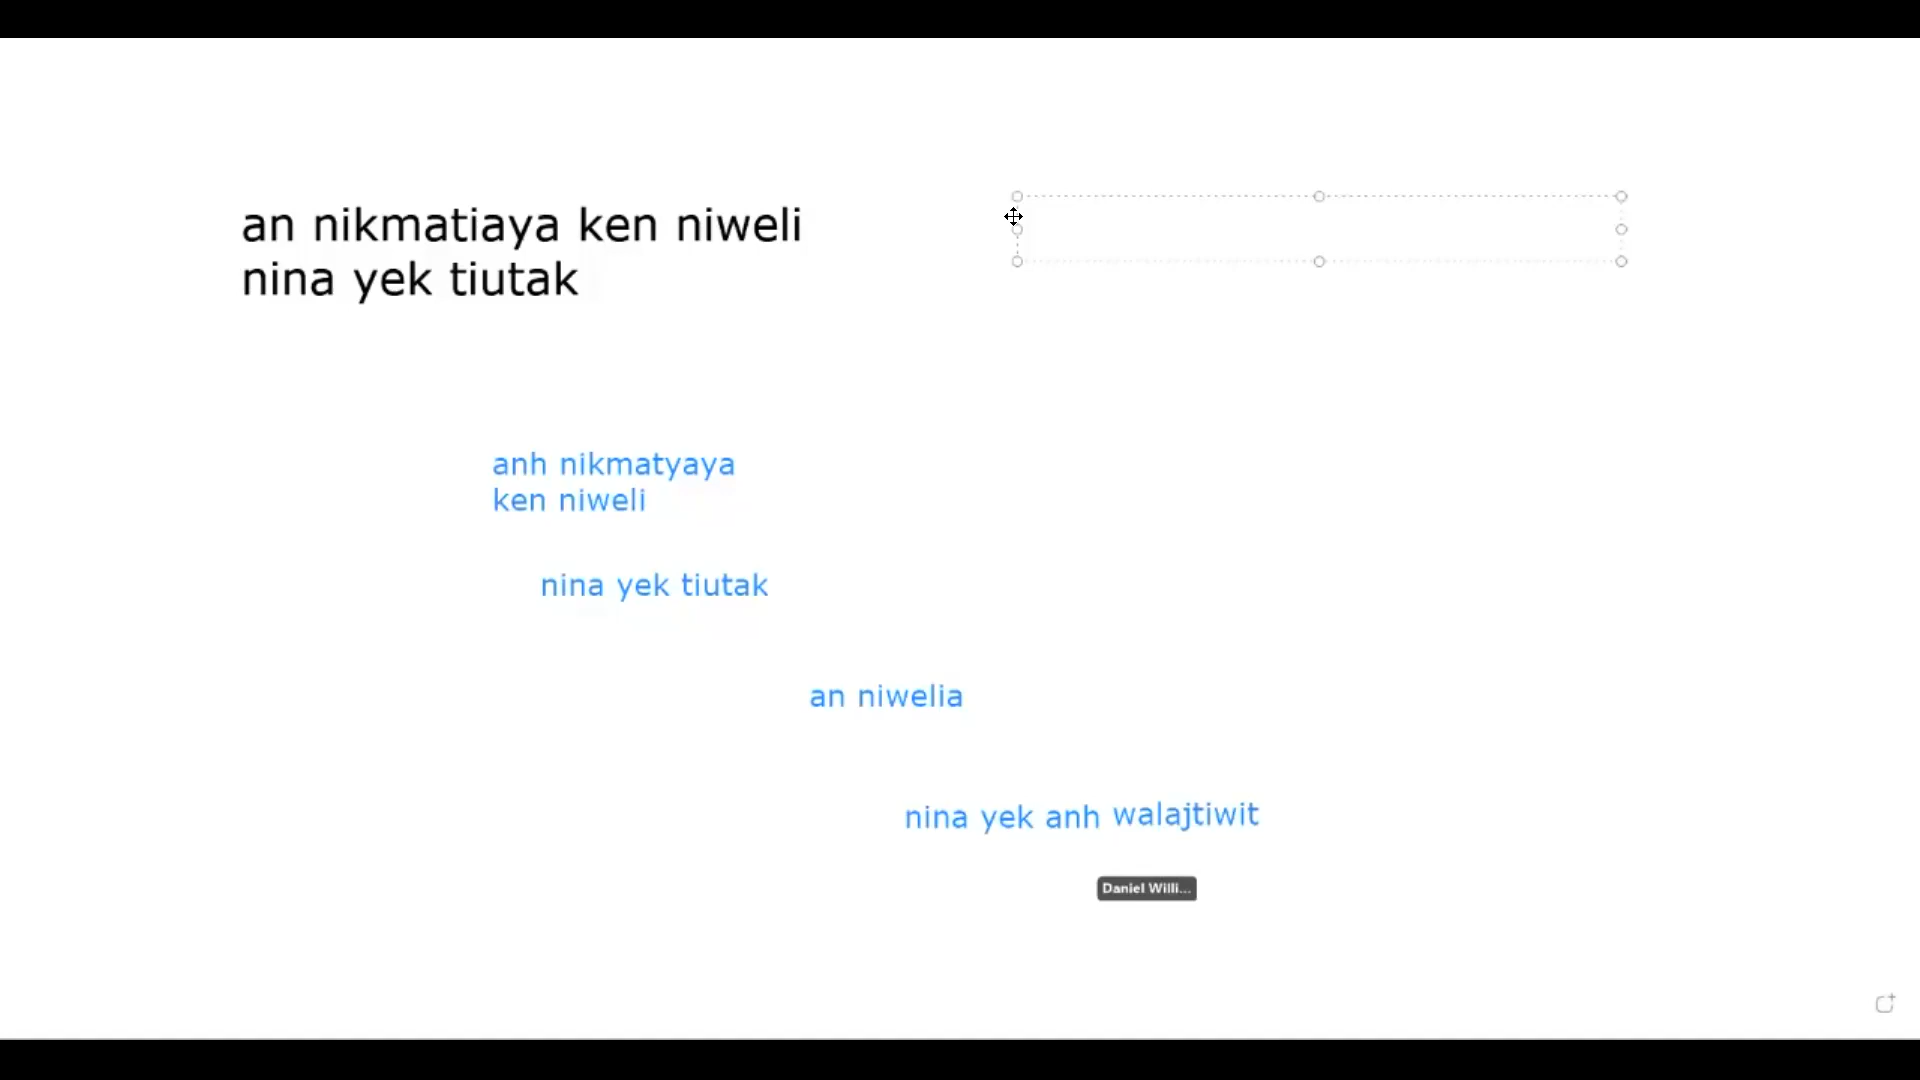 an nikmatiaya ken niweli
nina yek tiutak
anh nikmatyaya
ken niweli
nina yek tiutak
an niwelia
nina yek anh walajtiwit
Daniel Willi...